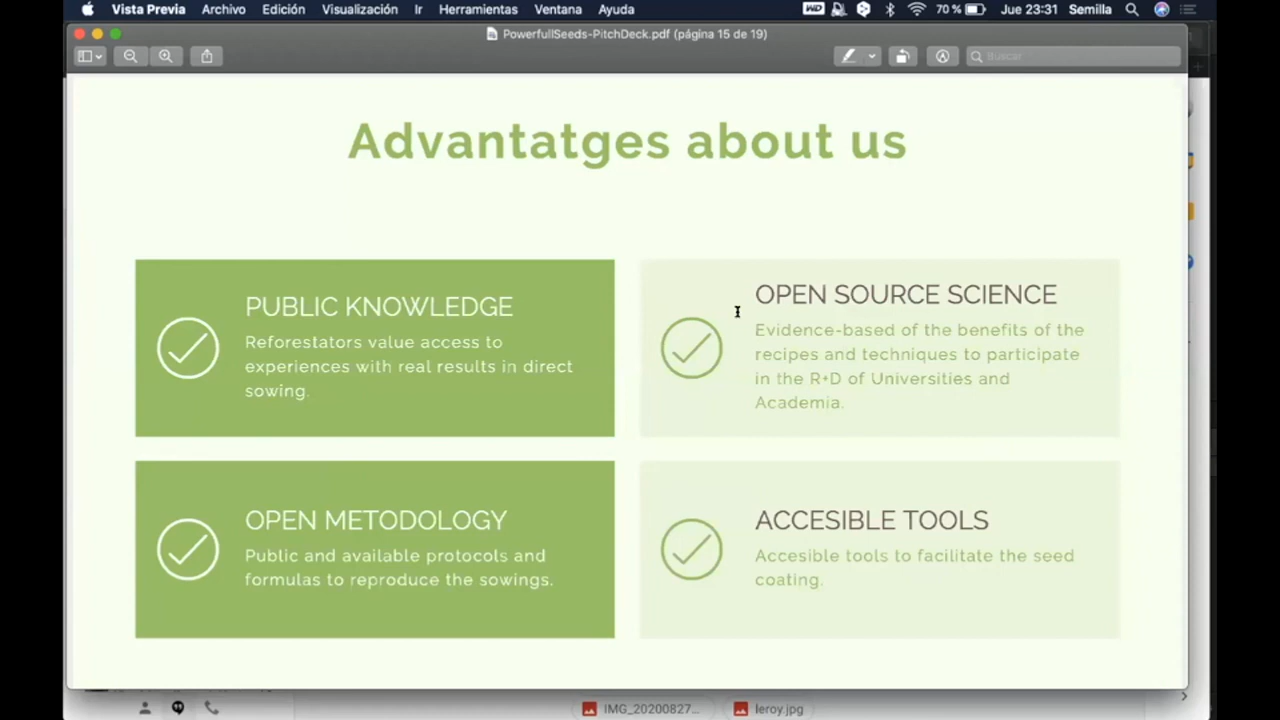 Vista Previa Archivo Edición Visualización Ir Herramientas Ventana Ayuda WD 70 % Jue 23:31 Semilla
PowerfullSeeds-PitchDeck.pdf (página 15 de 19)
Buscar
Advantatges about us
PUBLIC KNOWLEDGE
Reforestators value access to
experiences with real results in direct
sowing.
OPEN SOURCE SCIENCE
Evidence-based of the benefits of the
recipes and techniques to participate
in the R+D of Universities and
Academia.
OPEN METODOLOGY
Public and available protocols and
formulas to reproduce the sowings.
ACCESIBLE TOOLS
Accesible tools to facilitate the seed
coating.
IMG_20200827... leroy.jpg